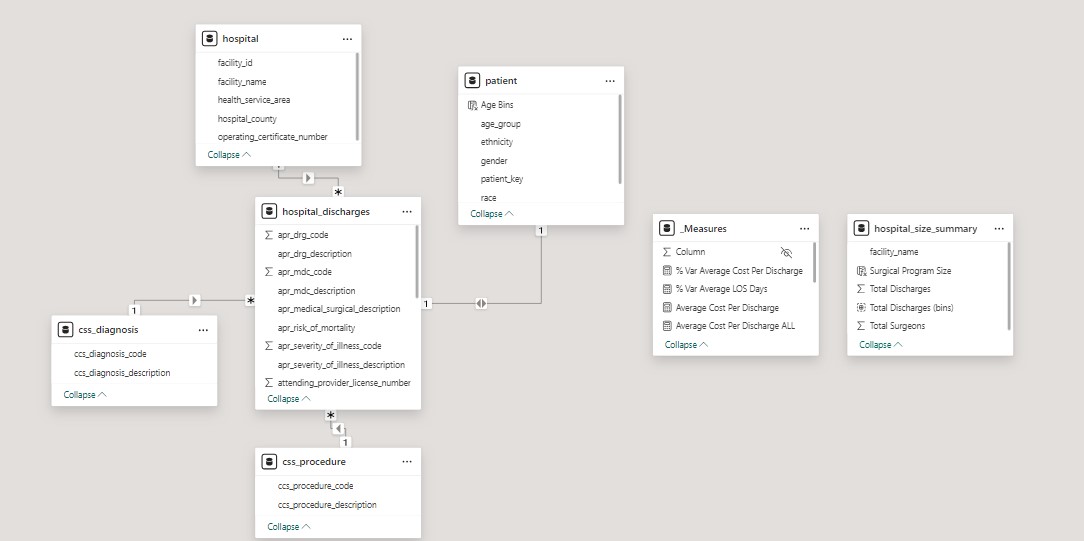 hospital
facility_id
facility_name
health_service_area
hospital_county
operating_certificate_number
Collapse
patient
Age Bins
age_group
ethnicity
gender
patient_key
race
Collapse
*
hospital_discharges
apr_drg_code
apr_drg_description
apr_mdc_code
apr_mdc_description
apr_medical_surgical_description
apr_risk_of_mortality
apr_severity_of_illness_code
apr_severity_of_illness_description
attending_provider_license_number
Collapse
1
1
*
1
css_diagnosis
ccs_diagnosis_code
ccs_diagnosis_description
Collapse
*
1
css_procedure
ccs_procedure_code
ccs_procedure_description
Collapse
_Measures
Column
% Var Average Cost Per Discharge
% Var Average LOS Days
Average Cost Per Discharge
Average Cost Per Discharge ALL
Collapse
hospital_size_summary
facility_name
Surgical Program Size
Total Discharges
Total Discharges (bins)
Total Surgeons
Collapse